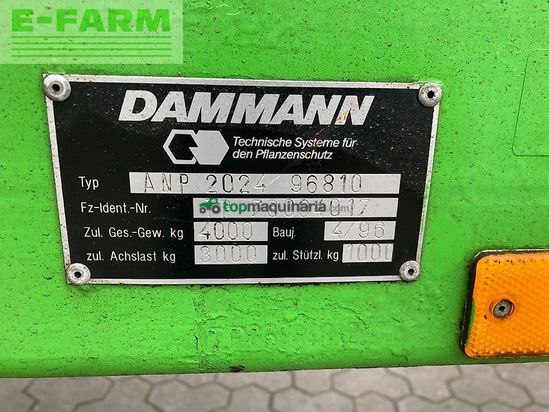 E-FARM
DAMMANN
Technische Systeme für
den Pflanzenschutz
Typ ANP 2024 96810
Fz-Ident.-Nr.
topmaquinaria.com
Zul. Ges.-Gew. kg 4000 Bauj. 4/96
zul. Achslast kg 3000 zul. Stützl. kg 1000